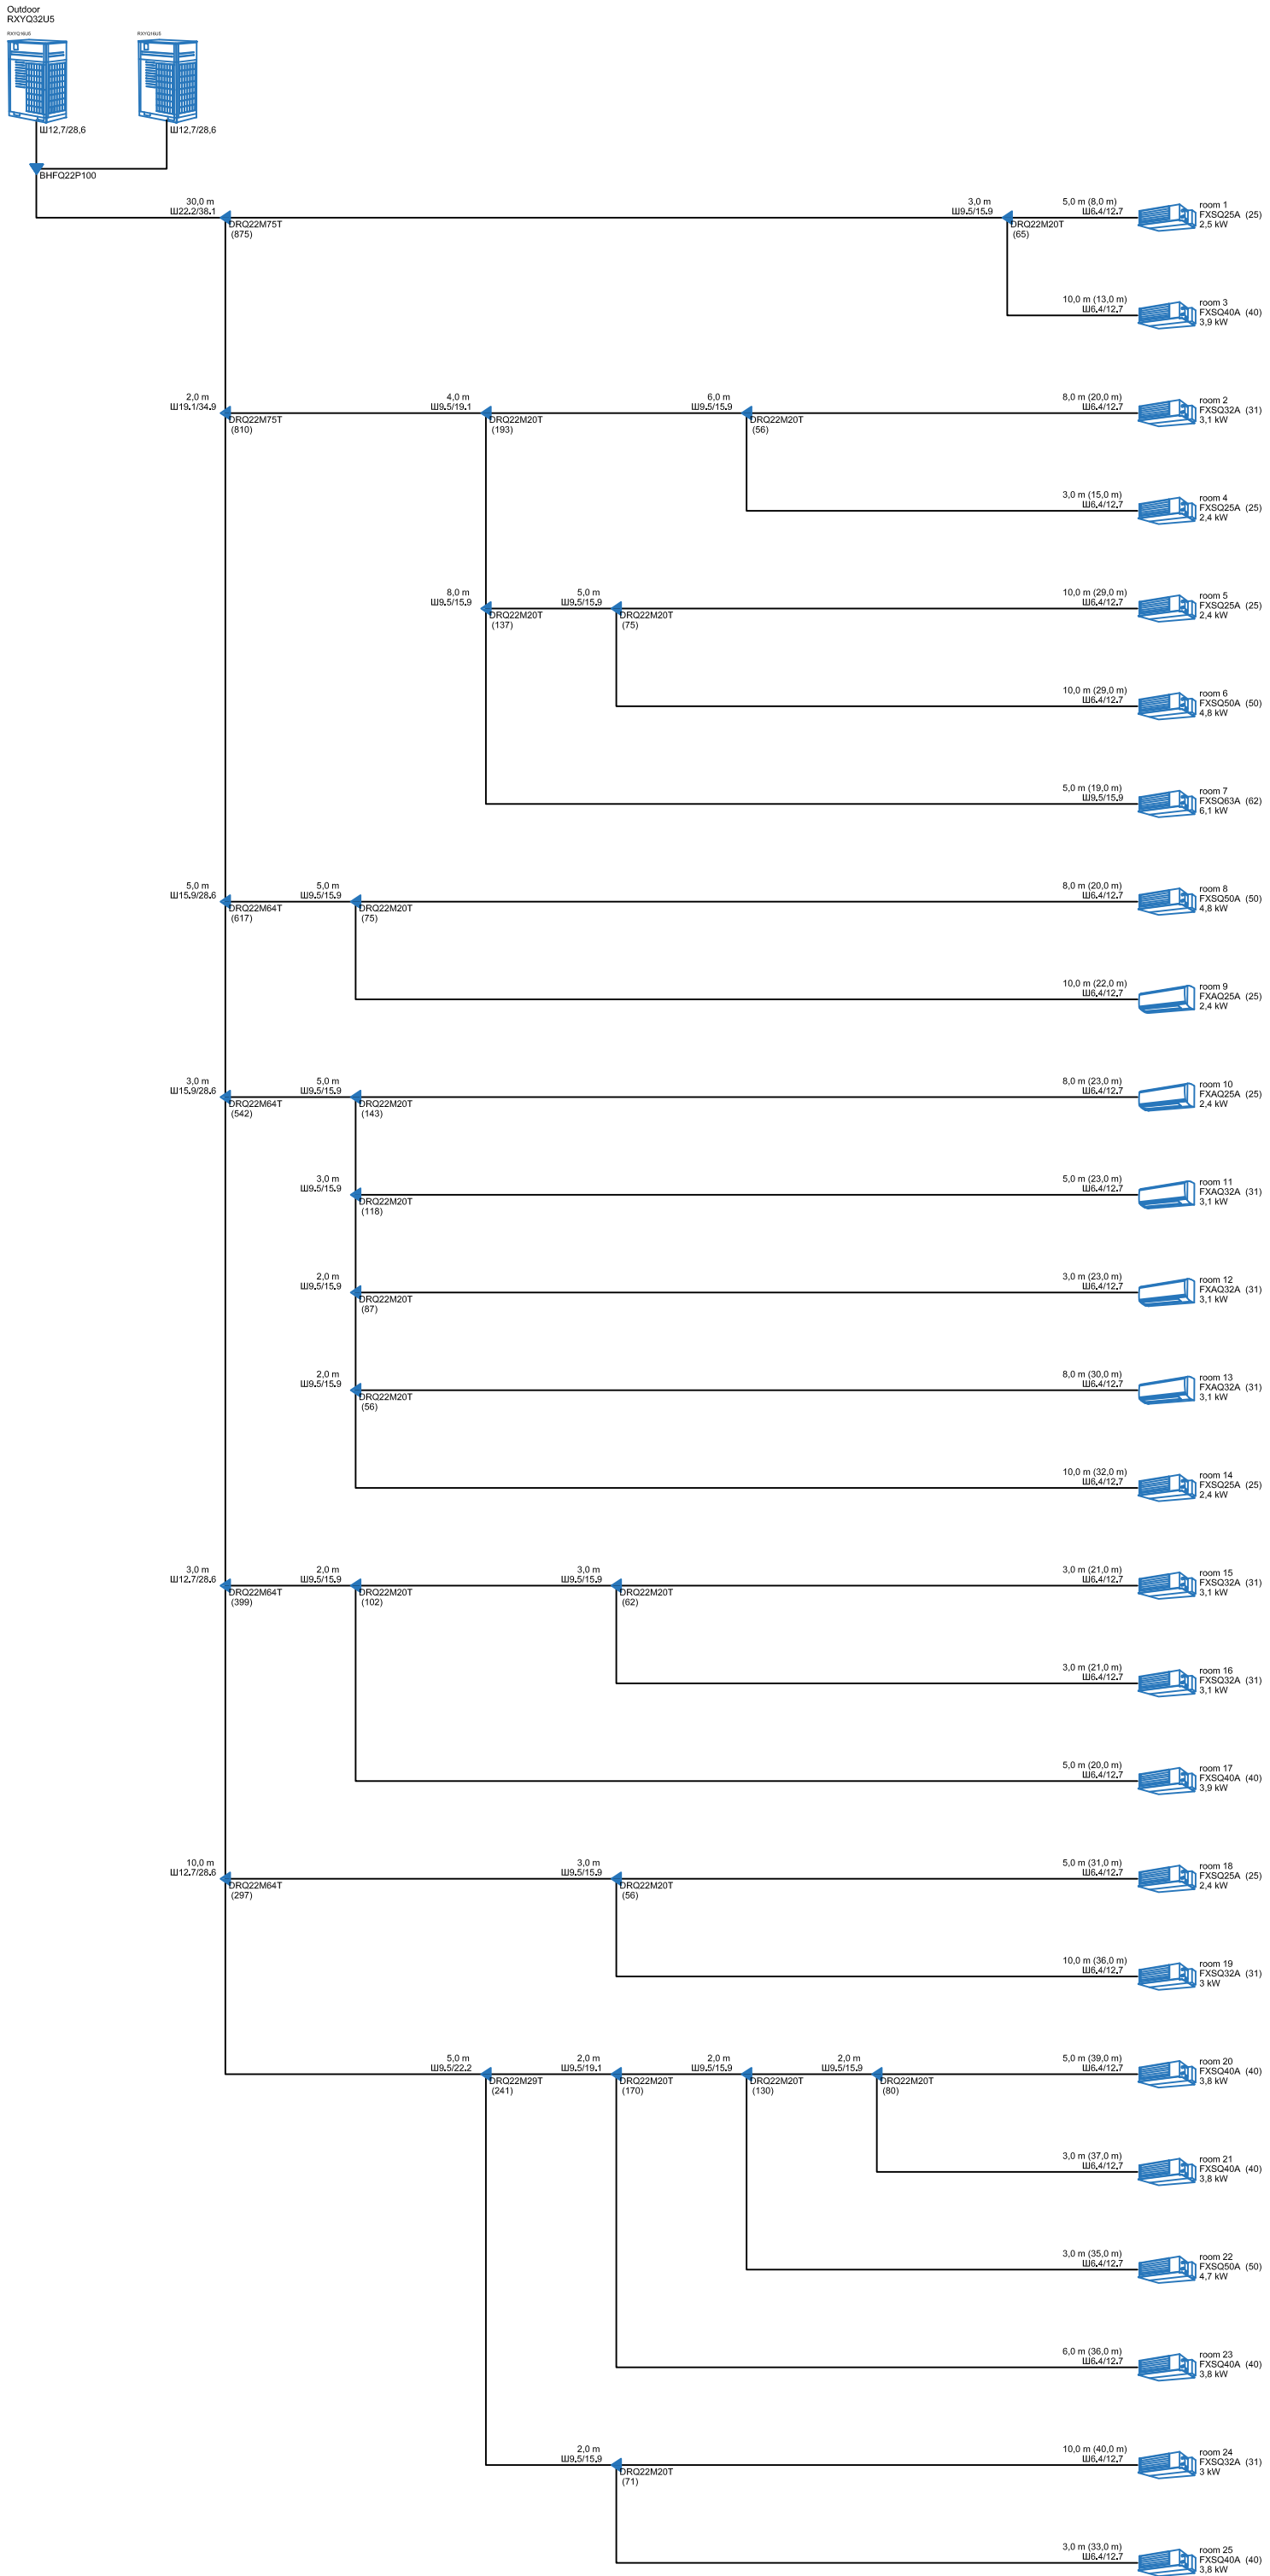 Outdoor
RXYQ32U5
RXYQ16U5
RXYQ16U5
Ш12,7/28,6
Ш12,7/28,6
BHFQ22P100
30,0 m
Ш22.2/38.1
DRQ22M75T
(875)
3,0 m
Ш9.5/15.9
DRQ22M20T
(65)
5,0 m (8,0 m)
Ш6.4/12.7
room 1
FXSQ25A (25)
2,5 kW
10,0 m (13,0 m)
Ш6.4/12.7
room 3
FXSQ40A (40)
3,9 kW
2,0 m
Ш19.1/34.9
DRQ22M75T
(810)
4,0 m
Ш9.5/19.1
DRQ22M20T
(193)
6,0 m
Ш9.5/15.9
DRQ22M20T
(56)
8,0 m (20,0 m)
Ш6.4/12.7
room 2
FXSQ32A (31)
3,1 kW
3,0 m (15,0 m)
Ш6.4/12.7
room 4
FXSQ25A (25)
2,4 kW
8,0 m
Ш9.5/15.9
DRQ22M20T
(137)
5,0 m
Ш9.5/15.9
DRQ22M20T
(75)
10,0 m (29,0 m)
Ш6.4/12.7
room 5
FXSQ25A (25)
2,4 kW
10,0 m (29,0 m)
Ш6.4/12.7
room 6
FXSQ50A (50)
4,8 kW
5,0 m (19,0 m)
Ш9.5/15.9
room 7
FXSQ63A (62)
6,1 kW
5,0 m
Ш15.9/28.6
DRQ22M64T
(617)
5,0 m
Ш9.5/15.9
DRQ22M20T
(75)
8,0 m (20,0 m)
Ш6.4/12.7
room 8
FXSQ50A (50)
4,8 kW
10,0 m (22,0 m)
Ш6.4/12.7
room 9
FXAQ25A (25)
2,4 kW
3,0 m
Ш15.9/28.6
DRQ22M64T
(542)
5,0 m
Ш9.5/15.9
DRQ22M20T
(143)
8,0 m (23,0 m)
Ш6.4/12.7
room 10
FXAQ25A (25)
2,4 kW
3,0 m
Ш9.5/15.9
DRQ22M20T
(118)
5,0 m (23,0 m)
Ш6.4/12.7
room 11
FXAQ32A (31)
3,1 kW
2,0 m
Ш9.5/15.9
DRQ22M20T
(87)
3,0 m (23,0 m)
Ш6.4/12.7
room 12
FXAQ32A (31)
3,1 kW
2,0 m
Ш9.5/15.9
DRQ22M20T
(56)
8,0 m (30,0 m)
Ш6.4/12.7
room 13
FXAQ32A (31)
3,1 kW
10,0 m (32,0 m)
Ш6.4/12.7
room 14
FXSQ25A (25)
2,4 kW
3,0 m
Ш12.7/28.6
DRQ22M64T
(399)
2,0 m
Ш9.5/15.9
DRQ22M20T
(102)
3,0 m
Ш9.5/15.9
DRQ22M20T
(62)
3,0 m (21,0 m)
Ш6.4/12.7
room 15
FXSQ32A (31)
3,1 kW
3,0 m (21,0 m)
Ш6.4/12.7
room 16
FXSQ32A (31)
3,1 kW
5,0 m (20,0 m)
Ш6.4/12.7
room 17
FXSQ40A (40)
3,9 kW
10,0 m
Ш12.7/28.6
DRQ22M64T
(297)
3,0 m
Ш9.5/15.9
DRQ22M20T
(56)
5,0 m (31,0 m)
Ш6.4/12.7
room 18
FXSQ25A (25)
2,4 kW
10,0 m (36,0 m)
Ш6.4/12.7
room 19
FXSQ32A (31)
3 kW
5,0 m
Ш9.5/22.2
DRQ22M29T
(241)
2,0 m
Ш9.5/19.1
DRQ22M20T
(170)
2,0 m
Ш9.5/15.9
DRQ22M20T
(130)
2,0 m
Ш9.5/15.9
DRQ22M20T
(80)
5,0 m (39,0 m)
Ш6.4/12.7
room 20
FXSQ40A (40)
3,8 kW
3,0 m (37,0 m)
Ш6.4/12.7
room 21
FXSQ40A (40)
3,8 kW
3,0 m (35,0 m)
Ш6.4/12.7
room 22
FXSQ50A (50)
4,7 kW
6,0 m (36,0 m)
Ш6.4/12.7
room 23
FXSQ40A (40)
3,8 kW
2,0 m
Ш9.5/15.9
DRQ22M20T
(71)
10,0 m (40,0 m)
Ш6.4/12.7
room 24
FXSQ32A (31)
3 kW
3,0 m (33,0 m)
Ш6.4/12.7
room 25
FXSQ40A (40)
3,8 kW